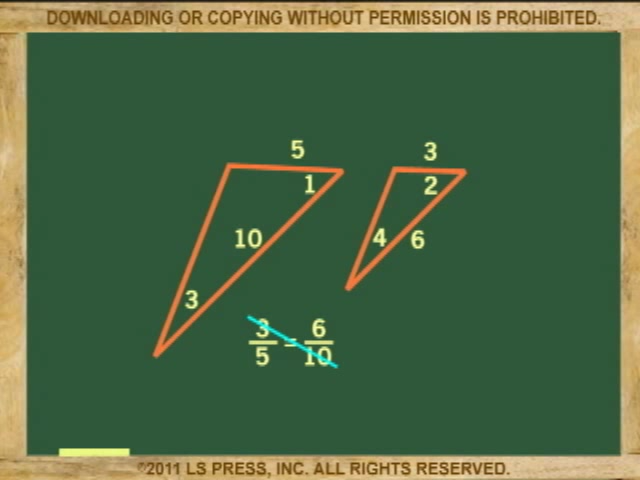 DOWNLOADING OR COPYING WITHOUT PERMISSION IS PROHIBITED.
5
3
1
2
10
4
6
3
3/5 = 6/10
©2011 LS PRESS, INC. ALL RIGHTS RESERVED.